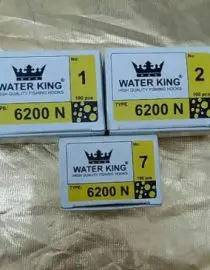 WATER KING®
HIGH QUALITY FISHING HOOKS
No:
1
100 pcs
TYPE:
6200 N
WATER KING®
HIGH QUALITY FISHING HOOKS
No:
2
100 pcs
TYPE:
6200 N
WATER KING®
HIGH QUALITY FISHING HOOKS
No:
7
100 pcs
TYPE:
6200 N